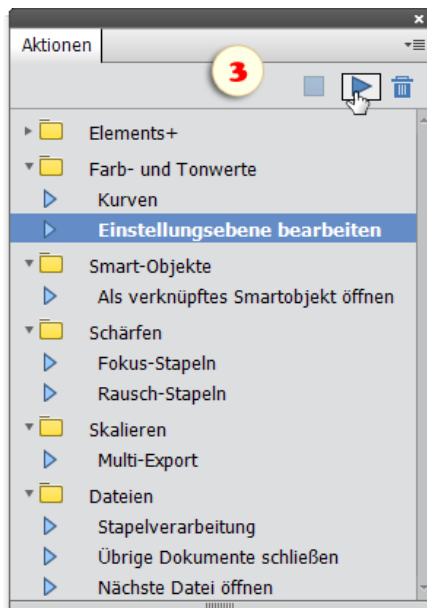 Aktionen
3
Elements+
Farb- und Tonwerte
Kurven
Einstellungsebene bearbeiten
Smart-Objekte
Als verknüpftes Smartobjekt öffnen
Schärfen
Fokus-Stapeln
Rausch-Stapeln
Skalieren
Multi-Export
Dateien
Stapelverarbeitung
Übrige Dokumente schließen
Nächste Datei öffnen